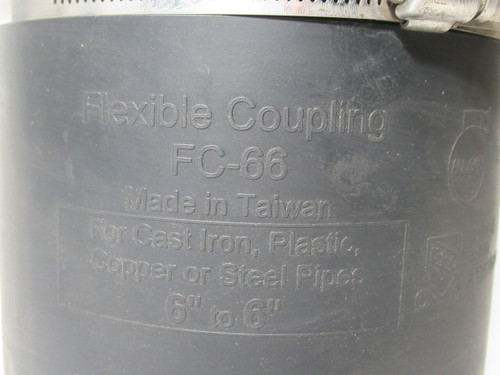 Flexible Coupling
FC-66
Made in Taiwan
For Cast Iron, Plastic,
Copper or Steel Pipes
6" to 6"